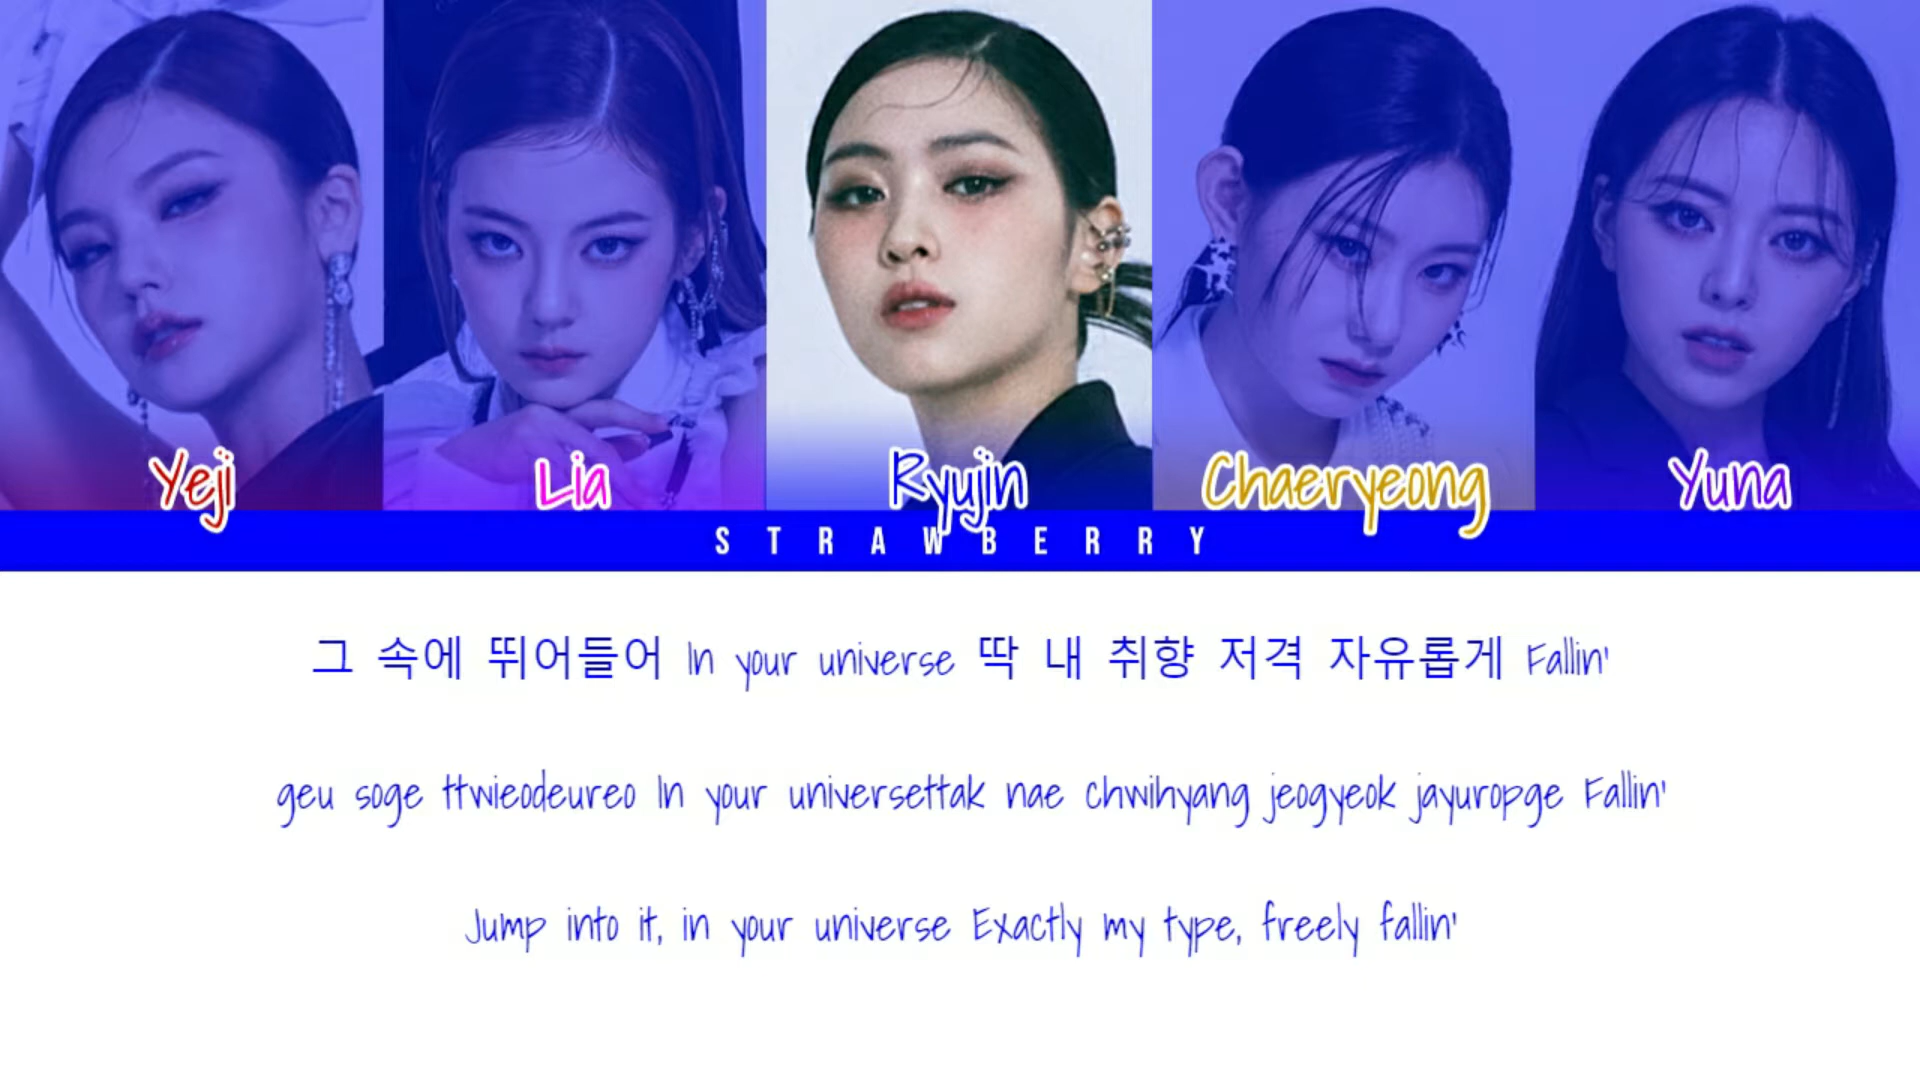 Yeji Lia Ryujin Chaeryeong Yuna
STRAWBERRY
그 속에 뛰어들어 In your universe 딱 내 취향 저격 자유롭게 Fallin'
geu soge ttwieodeureo In your universettak nae chwihyang jeogyeok jayuropge Fallin'
Jump into it, in your universe Exactly my type, freely fallin'